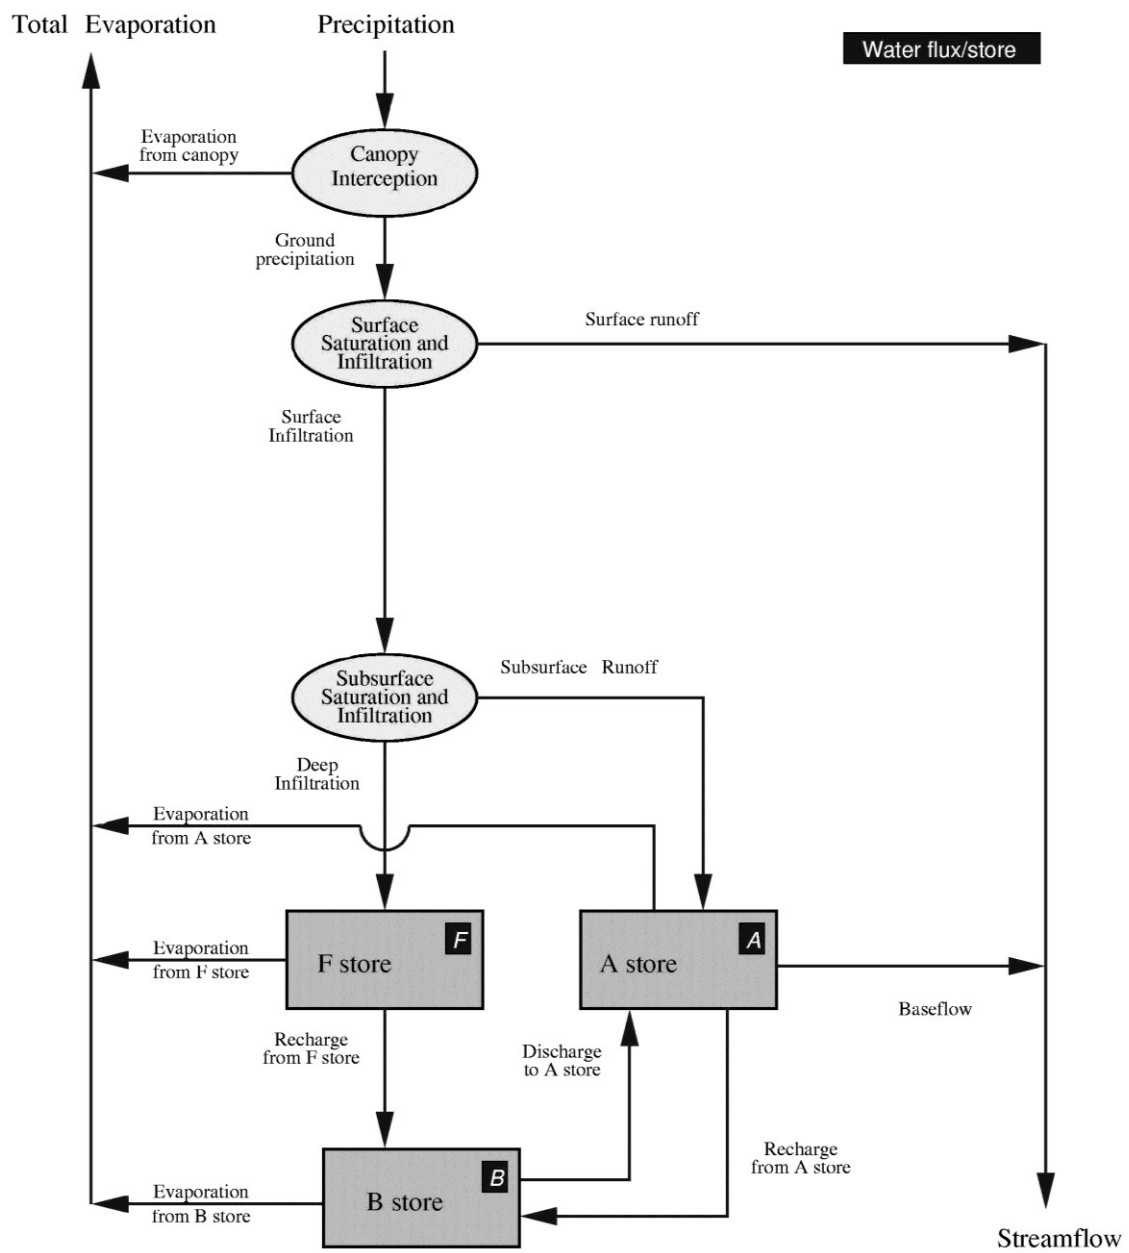 Total Evaporation
Precipitation
Water flux/store
Evaporation
from canopy
Canopy
Interception
Ground
precipitation
Surface
Saturation and
Infiltration
Surface runoff
Surface
Infiltration
Subsurface
Saturation and
Infiltration
Subsurface Runoff
Deep
Infiltration
Evaporation
from A store
F
F store
A
A store
Evaporation
from F store
Baseflow
Recharge
from F store
Discharge
to A store
Recharge
from A store
B
B store
Evaporation
from B store
Streamflow